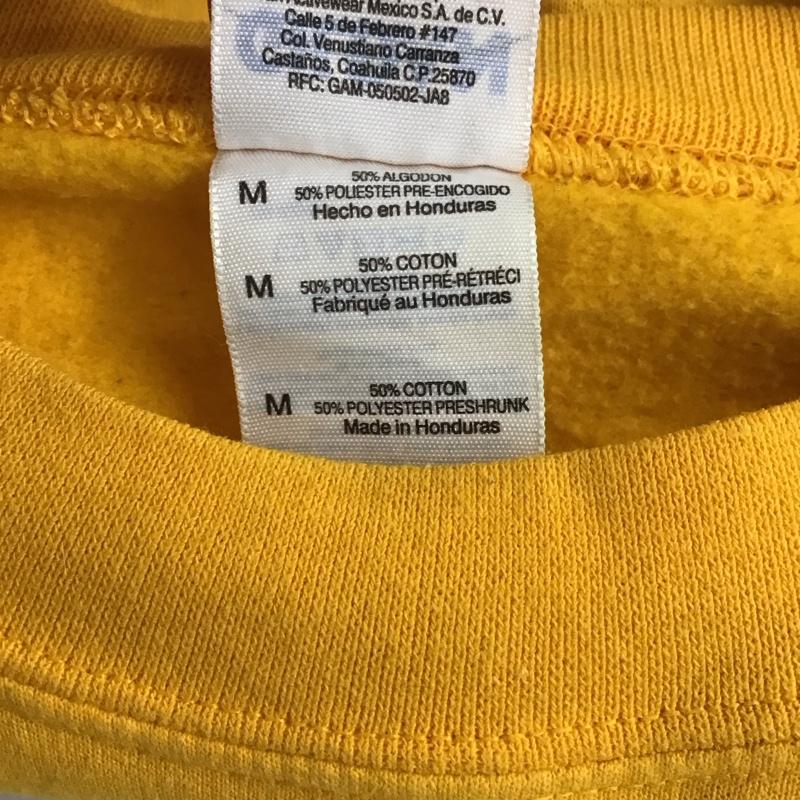 Activewear Mexico S.A. de C.V.
Calle 5 de Febrero #147
Col. Venustiano Carranza
Castaños, Coahuila C.P. 25870
RFC: GAM-050502-JA8
M
50% ALGODON
50% POLIESTER PRE-ENCOGIDO
Hecho en Honduras
M
50% COTON
50% POLYESTER PRÉ-RÉTRÉCI
Fabriqué au Honduras
M
50% COTTON
50% POLYESTER PRESHRUNK
Made in Honduras